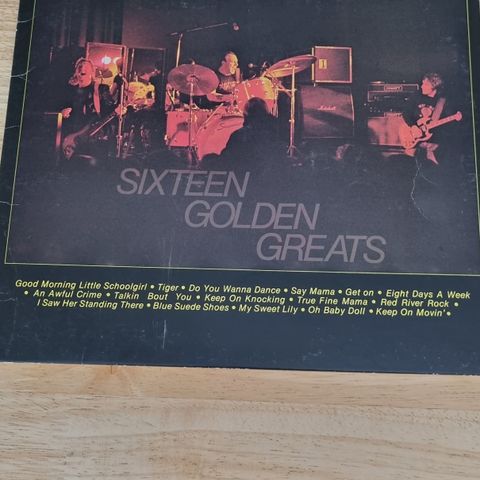 SIXTEEN
GOLDEN
GREATS
Good Morning Little Schoolgirl • Tiger • Do You Wanna Dance • Say Mama • Get on • Eight Days A Week
• An Awful Crime • Talkin Bout You • Keep On Knocking • True Fine Mama • Red River Rock •
I Saw Her Standing There • Blue Suede Shoes • My Sweet Lily • Oh Baby Doll • Keep On Movin' •